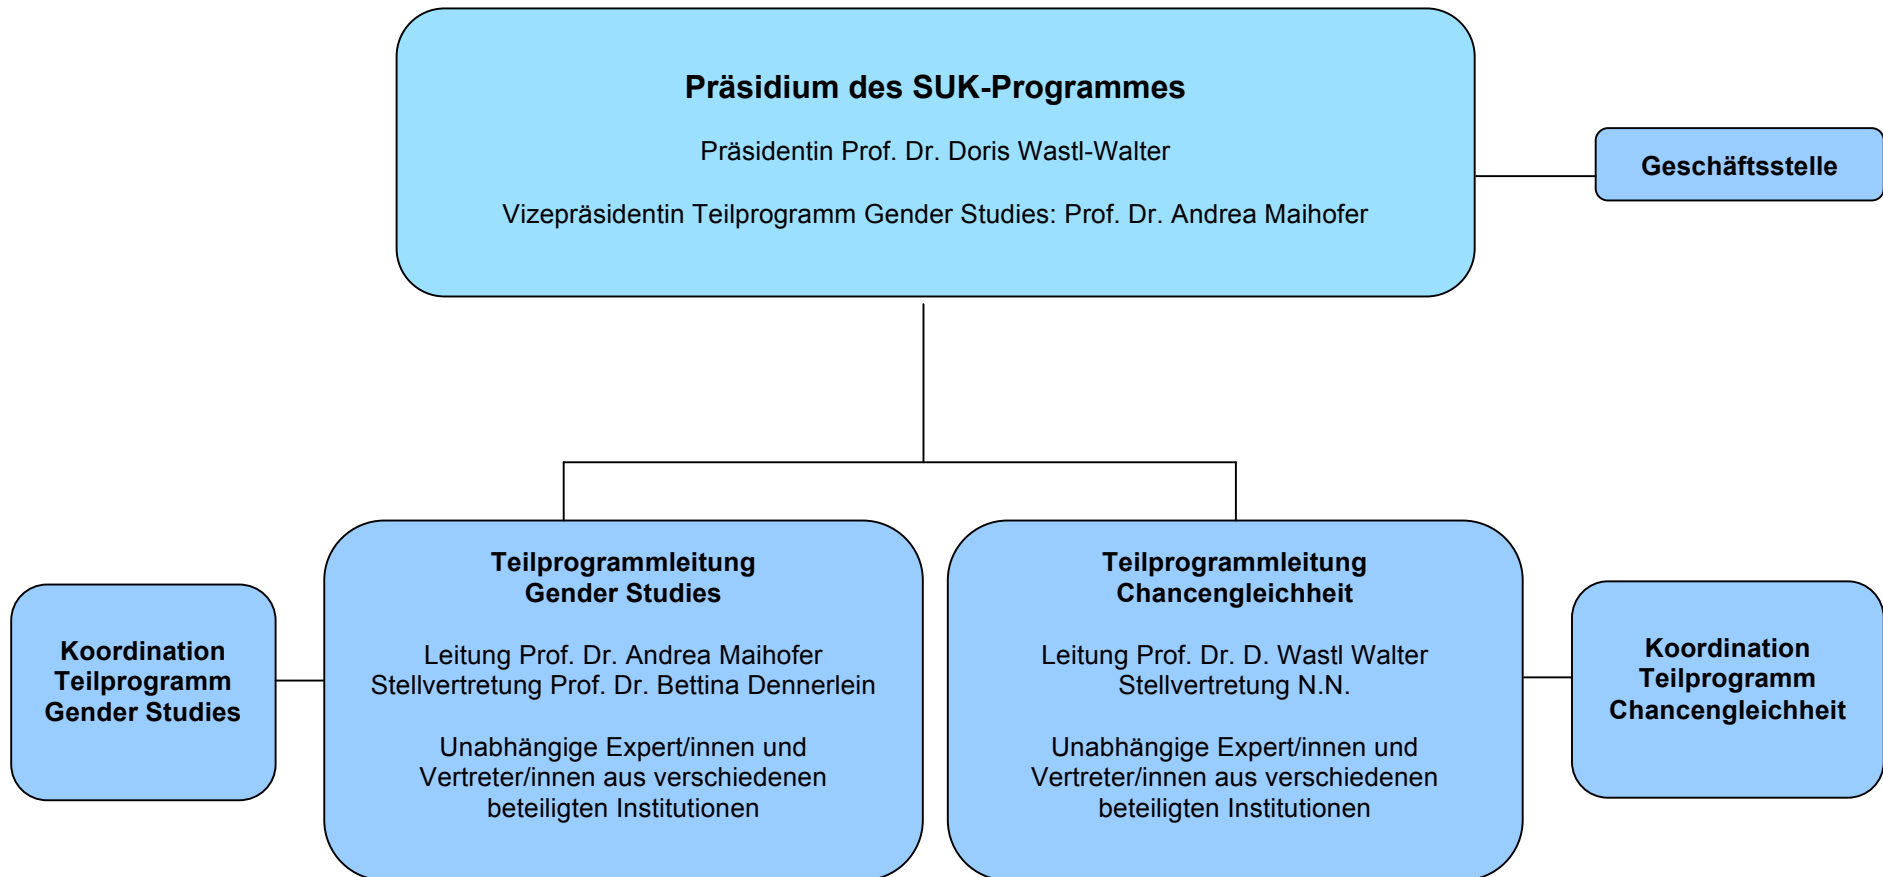 Präsidium des SUK-Programmes
Präsidentin Prof. Dr. Doris Wastl-Walter
Vizepräsidentin Teilprogramm Gender Studies: Prof. Dr. Andrea Maihofer
Geschäftsstelle
Koordination
Teilprogramm
Gender Studies
Teilprogrammleitung
Gender Studies
Leitung Prof. Dr. Andrea Maihofer
Stellvertretung Prof. Dr. Bettina Dennerlein
Unabhängige Expert/innen und
Vertreter/innen aus verschiedenen
beteiligten Institutionen
Teilprogrammleitung
Chancengleichheit
Leitung Prof. Dr. D. Wastl Walter
Stellvertretung N.N.
Unabhängige Expert/innen und
Vertreter/innen aus verschiedenen
beteiligten Institutionen
Koordination
Teilprogramm
Chancengleichheit